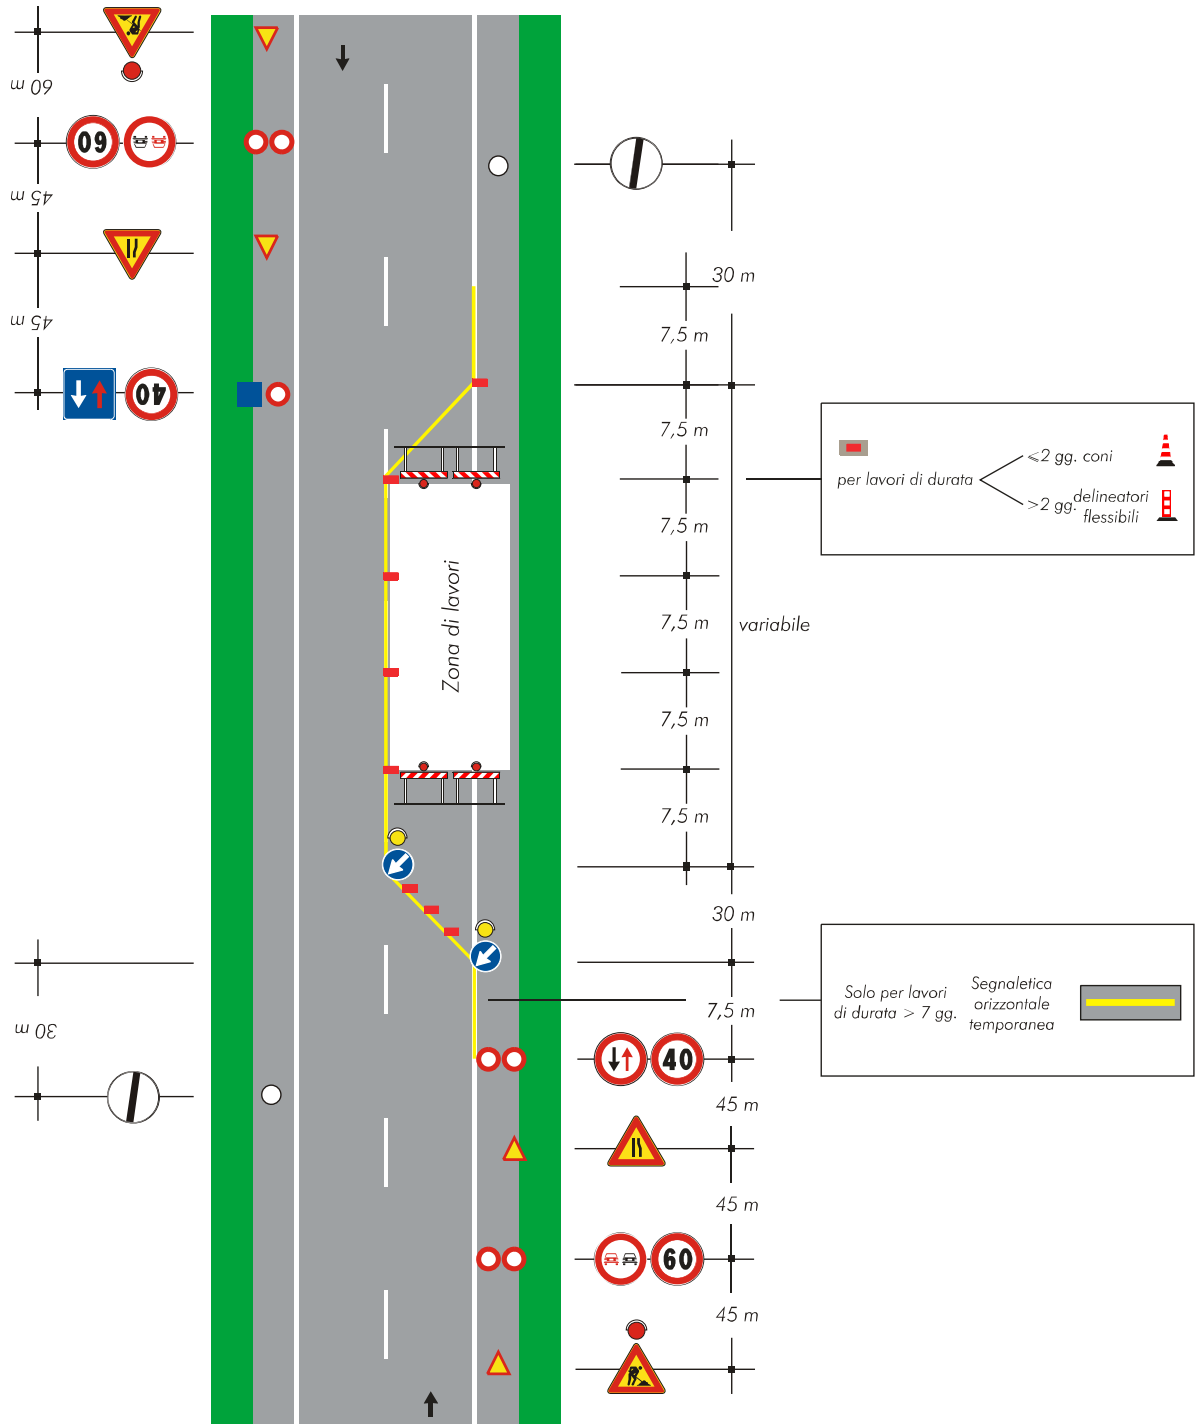 60 m
60
45 m
45 m
40
30 m
30 m
7,5 m
7,5 m
7,5 m
7,5 m
7,5 m
7,5 m
variabile
Zona di lavori
per lavori di durata
≤2 gg. coni
>2 gg. delineatori
flessibili
30 m
7,5 m
Solo per lavori
di durata > 7 gg.
Segnaletica
orizzontale
temporanea
40
45 m
45 m
60
45 m